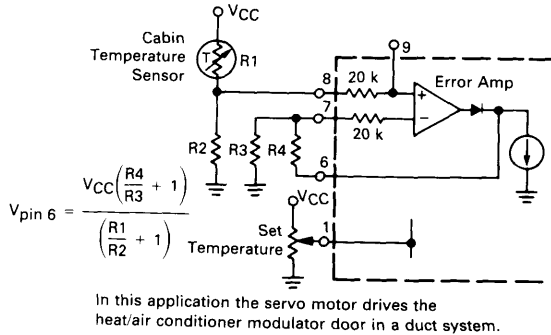 VCC
Cabin
Temperature
Sensor
T
R1
9
8
20 k
Error Amp
+
7
−
20 k
R2
R3
R4
6
Vpin 6 = VCC(R4/R3 + 1) / (R1/R2 + 1)
VCC
Set
Temperature
1
In this application the servo motor drives the
heat/air conditioner modulator door in a duct system.